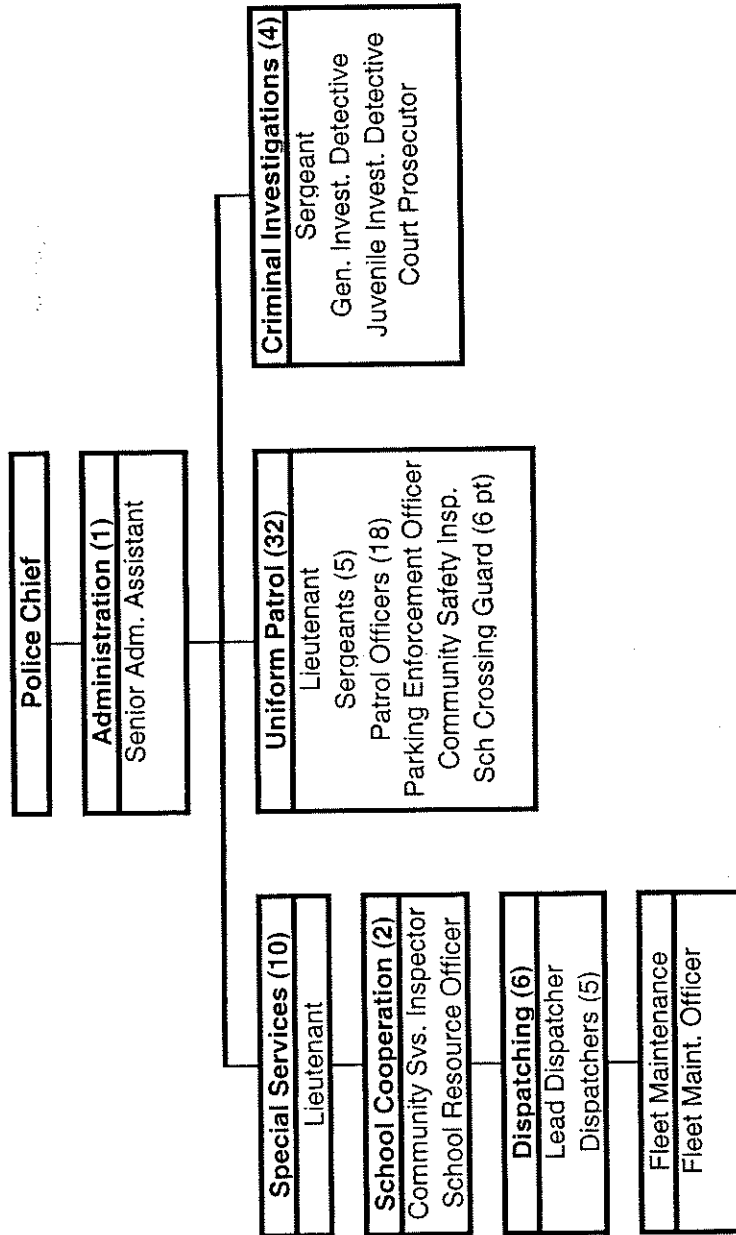 Police Chief
Administration (1)
Senior Adm. Assistant
Special Services (10)
Lieutenant
School Cooperation (2)
Community Svs. Inspector
School Resource Officer
Dispatching (6)
Lead Dispatcher
Dispatchers (5)
Fleet Maintenance
Fleet Maint. Officer
Uniform Patrol (32)
Lieutenant
Sergeants (5)
Patrol Officers (18)
Parking Enforcement Officer
Community Safety Insp.
Sch Crossing Guard (6 pt)
Criminal Investigations (4)
Sergeant
Gen. Invest. Detective
Juvenile Invest. Detective
Court Prosecutor